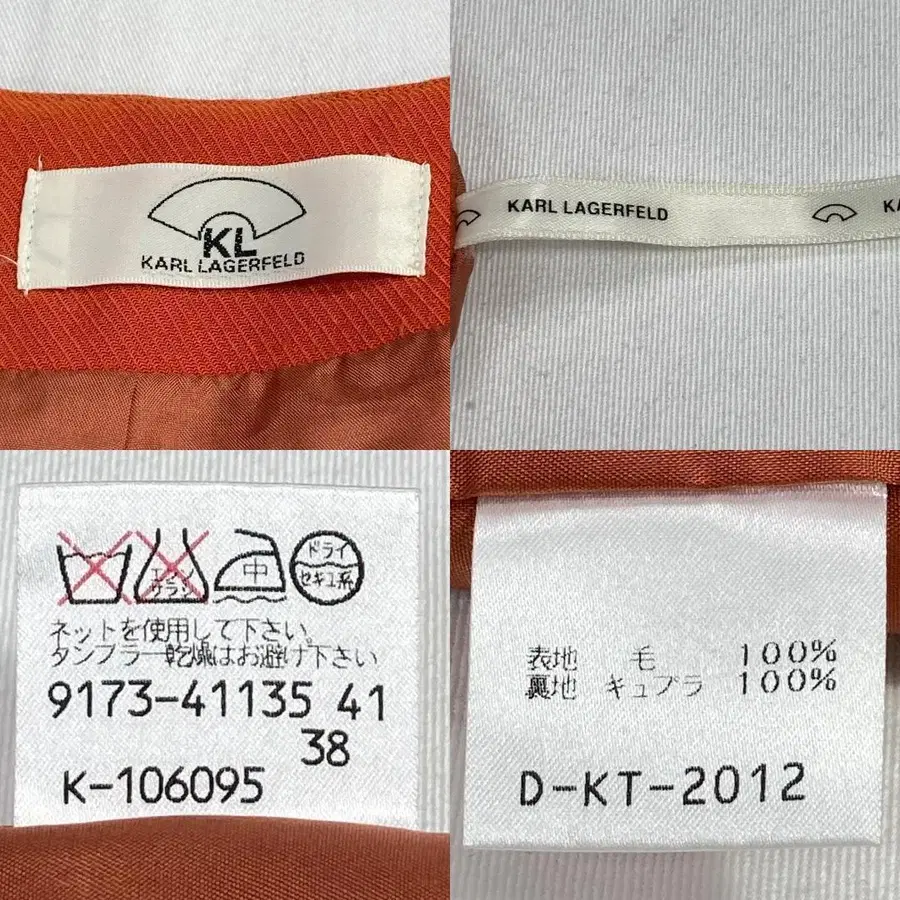 KL
KARL LAGERFELD
KARL LAGERFELD
KA
エンソ
サラシ
中
ドライ
セキユ系
ネットを使用して下さい。
タンブラー乾燥はお避け下さい
9173-41135 41
38
K-106095
表地 毛 100%
裏地 キュプラ 100%
D-KT-2012